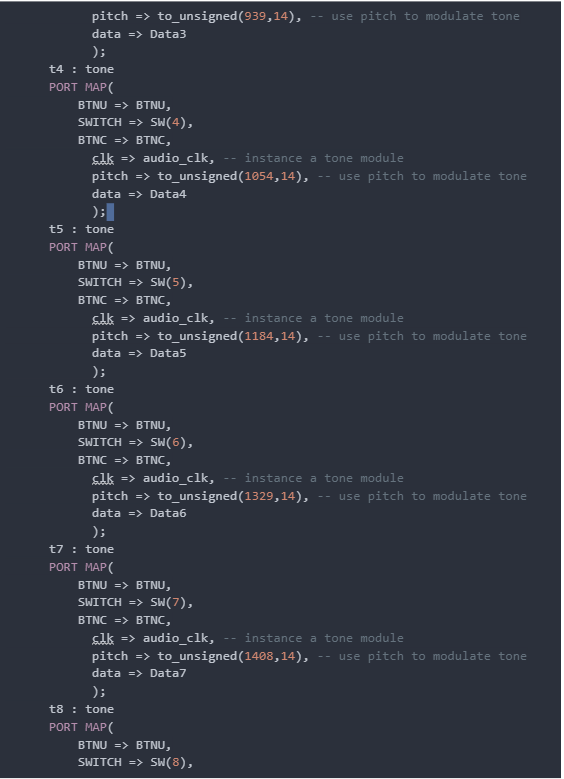 pitch => to_unsigned(939,14), -- use pitch to modulate tone
data => Data3
);
t4 : tone
PORT MAP(
BTNU => BTNU,
SWITCH => SW(4),
BTNC => BTNC,
clk => audio_clk, -- instance a tone module
pitch => to_unsigned(1054,14), -- use pitch to modulate tone
data => Data4
);
t5 : tone
PORT MAP(
BTNU => BTNU,
SWITCH => SW(5),
BTNC => BTNC,
clk => audio_clk, -- instance a tone module
pitch => to_unsigned(1184,14), -- use pitch to modulate tone
data => Data5
);
t6 : tone
PORT MAP(
BTNU => BTNU,
SWITCH => SW(6),
BTNC => BTNC,
clk => audio_clk, -- instance a tone module
pitch => to_unsigned(1329,14), -- use pitch to modulate tone
data => Data6
);
t7 : tone
PORT MAP(
BTNU => BTNU,
SWITCH => SW(7),
BTNC => BTNC,
clk => audio_clk, -- instance a tone module
pitch => to_unsigned(1408,14), -- use pitch to modulate tone
data => Data7
);
t8 : tone
PORT MAP(
BTNU => BTNU,
SWITCH => SW(8),